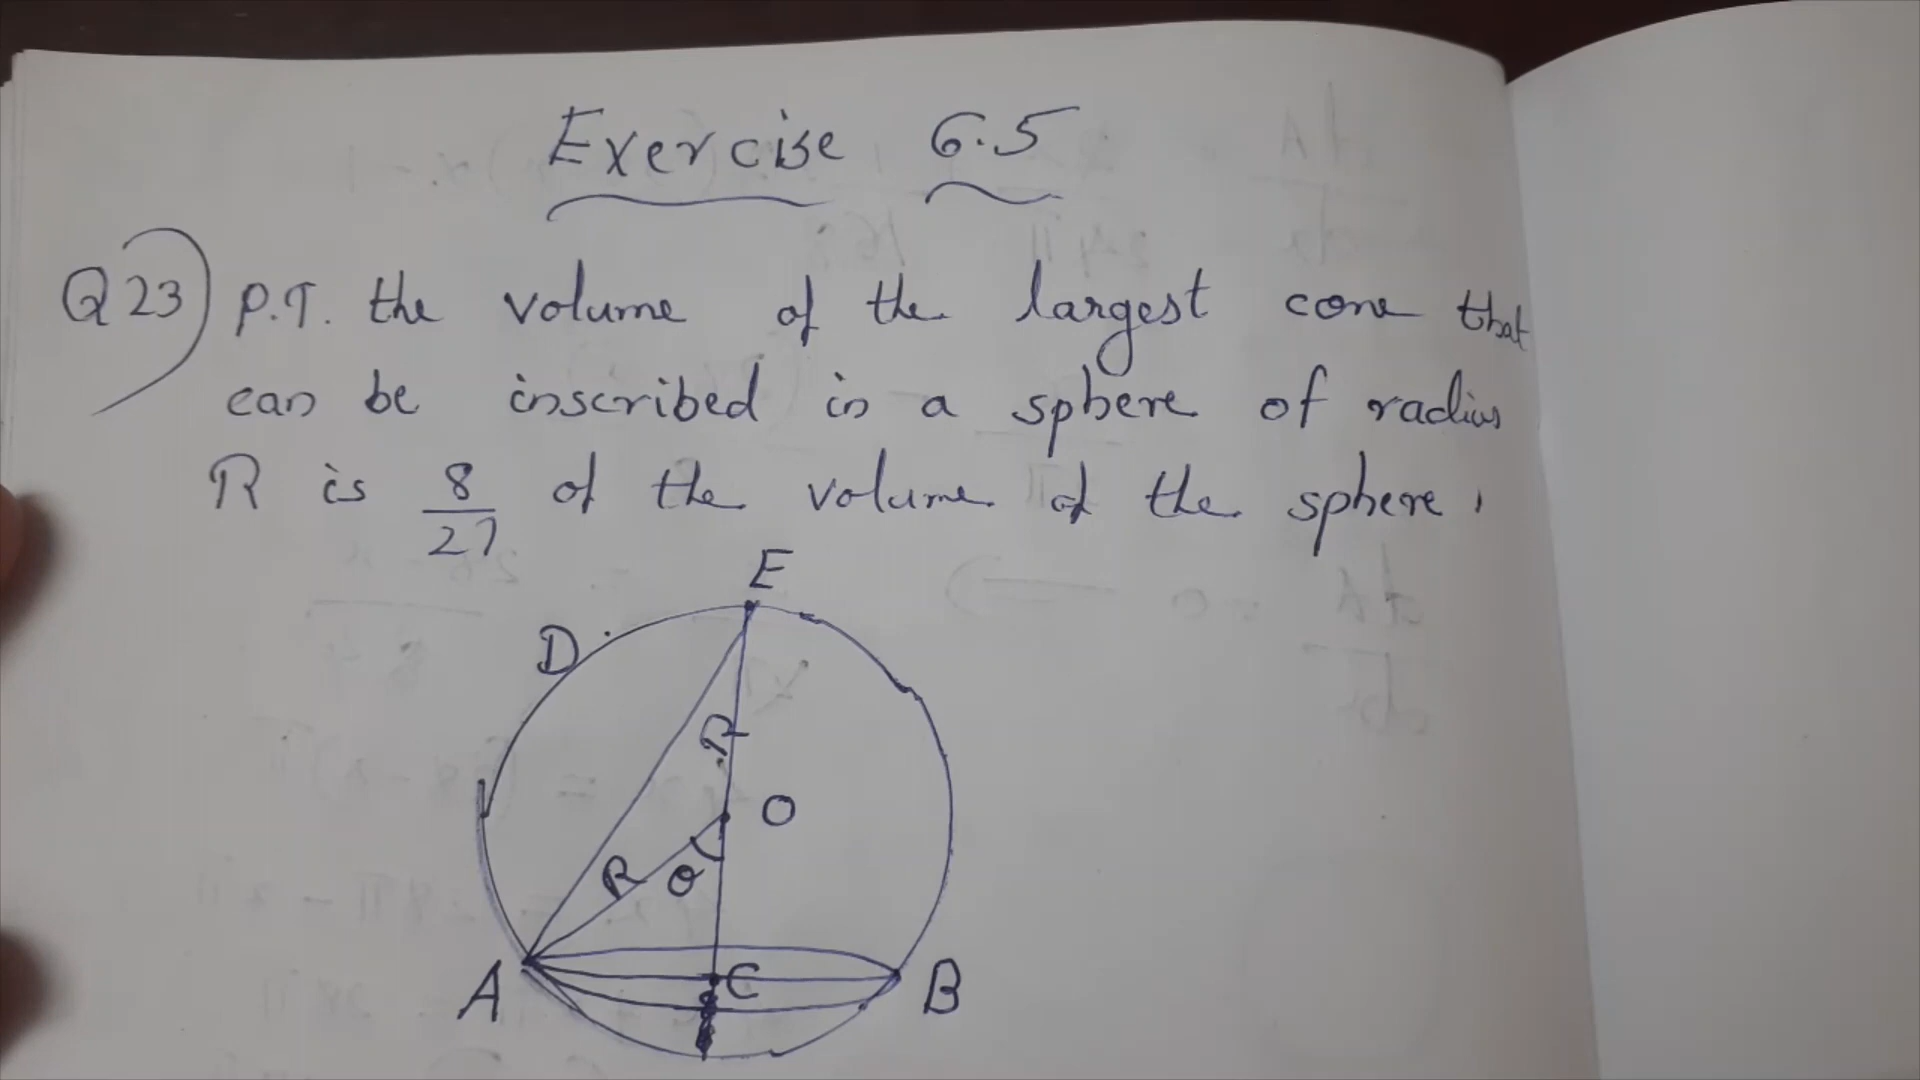 Exercise 6.5
Q23) P.T. the volume of the largest cone that
can be inscribed in a sphere of radius
R is 8/27 of the volume of the sphere.
E
D
R
O
R θ
A C B